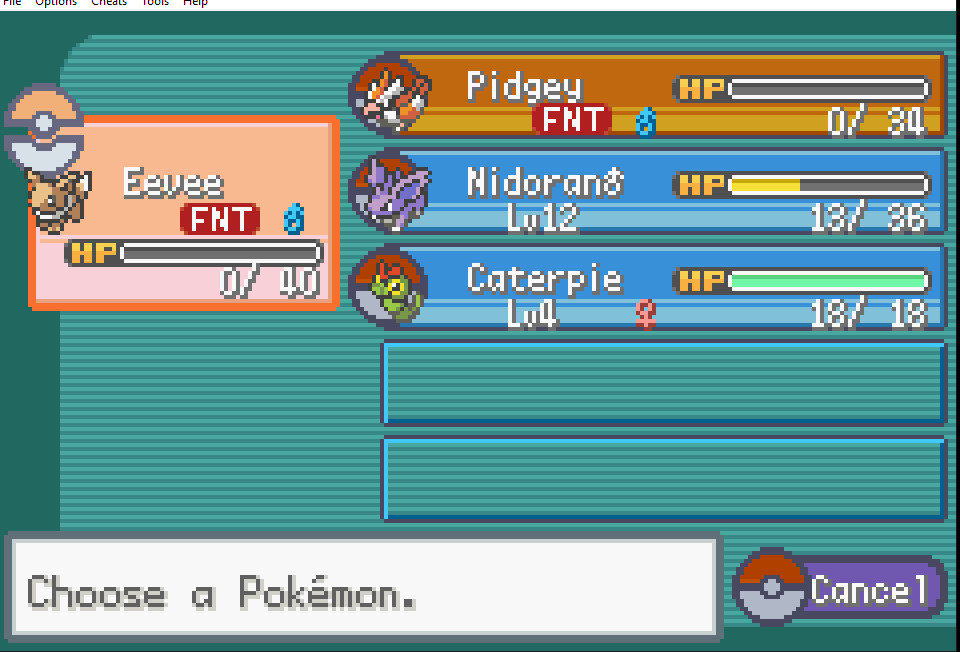 File Options Cheats Tools Help
Eevee
FNT ♂
HP
0/ 40
Pidgey HP
FNT ♂ 0/ 34
Nidoran♂ HP
Lv12 13/ 36
Caterpie HP
Lv4 ♀ 18/ 18
Choose a Pokémon.
Cancel